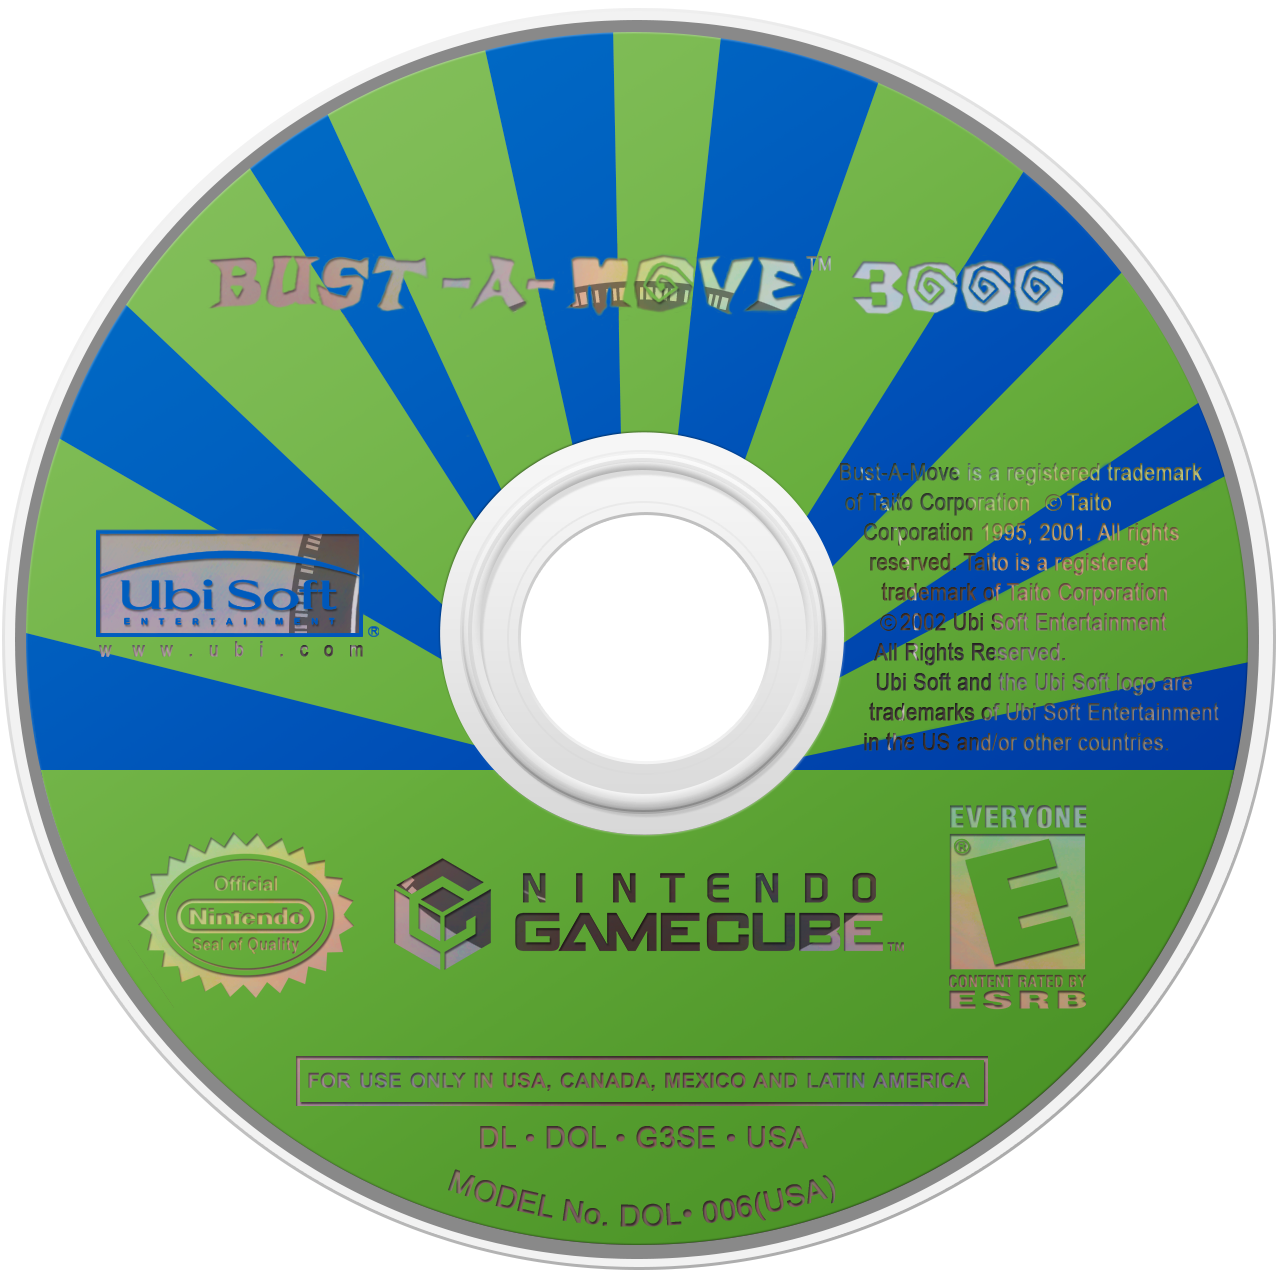 BUST-A-MOVE™ 3000
Bust-A-Move is a registered trademark
of Taito Corporation © Taito
Corporation 1995, 2001. All rights
reserved. Taito is a registered
trademark of Taito Corporation
©2002 Ubi Soft Entertainment
All Rights Reserved.
Ubi Soft and the Ubi Soft logo are
trademarks of Ubi Soft Entertainment
in the US and/or other countries.
Ubi Soft
ENTERTAINMENT ®
www.ubi.com
Official
Nintendo
Seal of Quality
NINTENDO
GAMECUBE™
EVERYONE
® E
CONTENT RATED BY
ESRB
FOR USE ONLY IN USA, CANADA, MEXICO AND LATIN AMERICA
DL • DOL • G3SE • USA
MODEL No. DOL• 006(USA)